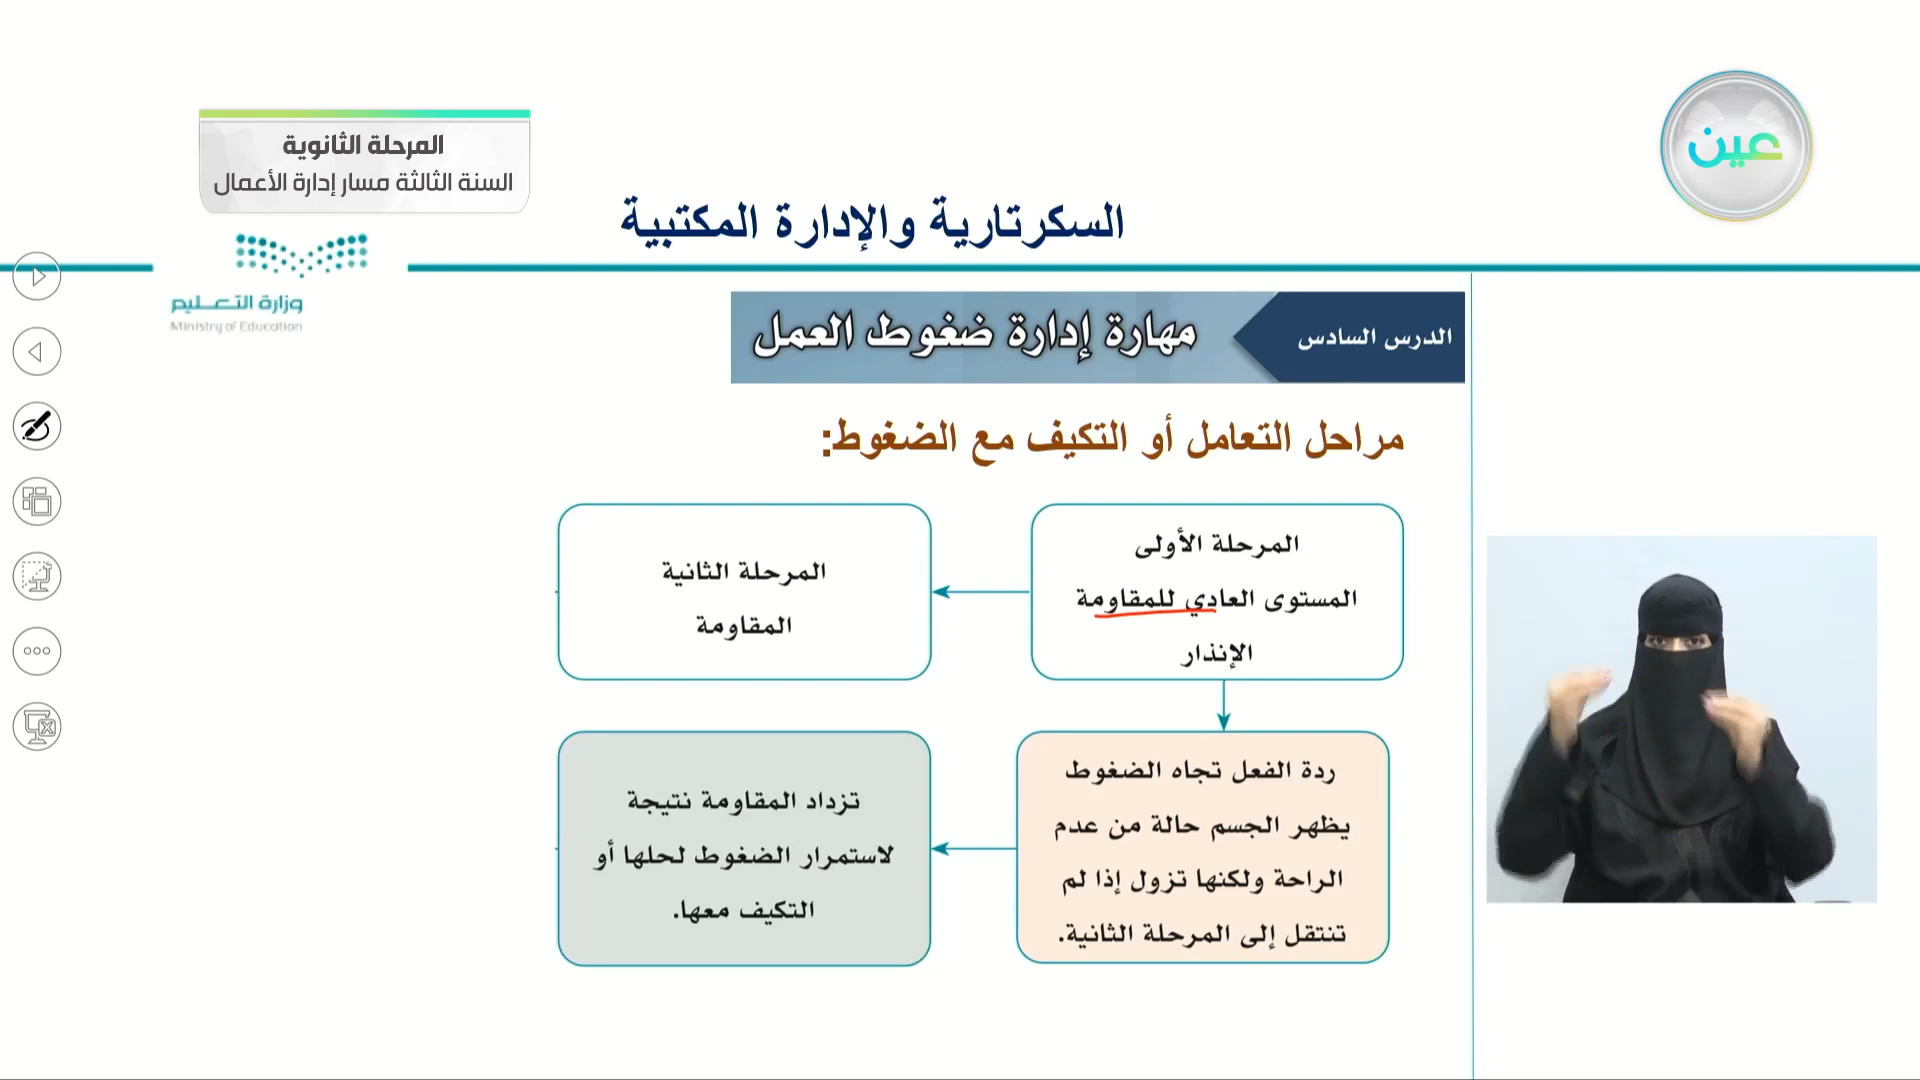 المرحلة الثانوية
السنة الثالثة مسار إدارة الأعمال
عين
السكرتارية والإدارة المكتبية
وزارة التعليم
Ministry of Education
الدرس السادس
مهارة إدارة ضغوط العمل
مراحل التعامل أو التكيف مع الضغوط:
المرحلة الأولى
المستوى العادي للمقاومة
الإنذار
المرحلة الثانية
المقاومة
ردة الفعل تجاه الضغوط
يظهر الجسم حالة من عدم
الراحة ولكنها تزول إذا لم
تنتقل إلى المرحلة الثانية.
تزداد المقاومة نتيجة
لاستمرار الضغوط لحلها أو
التكيف معها.